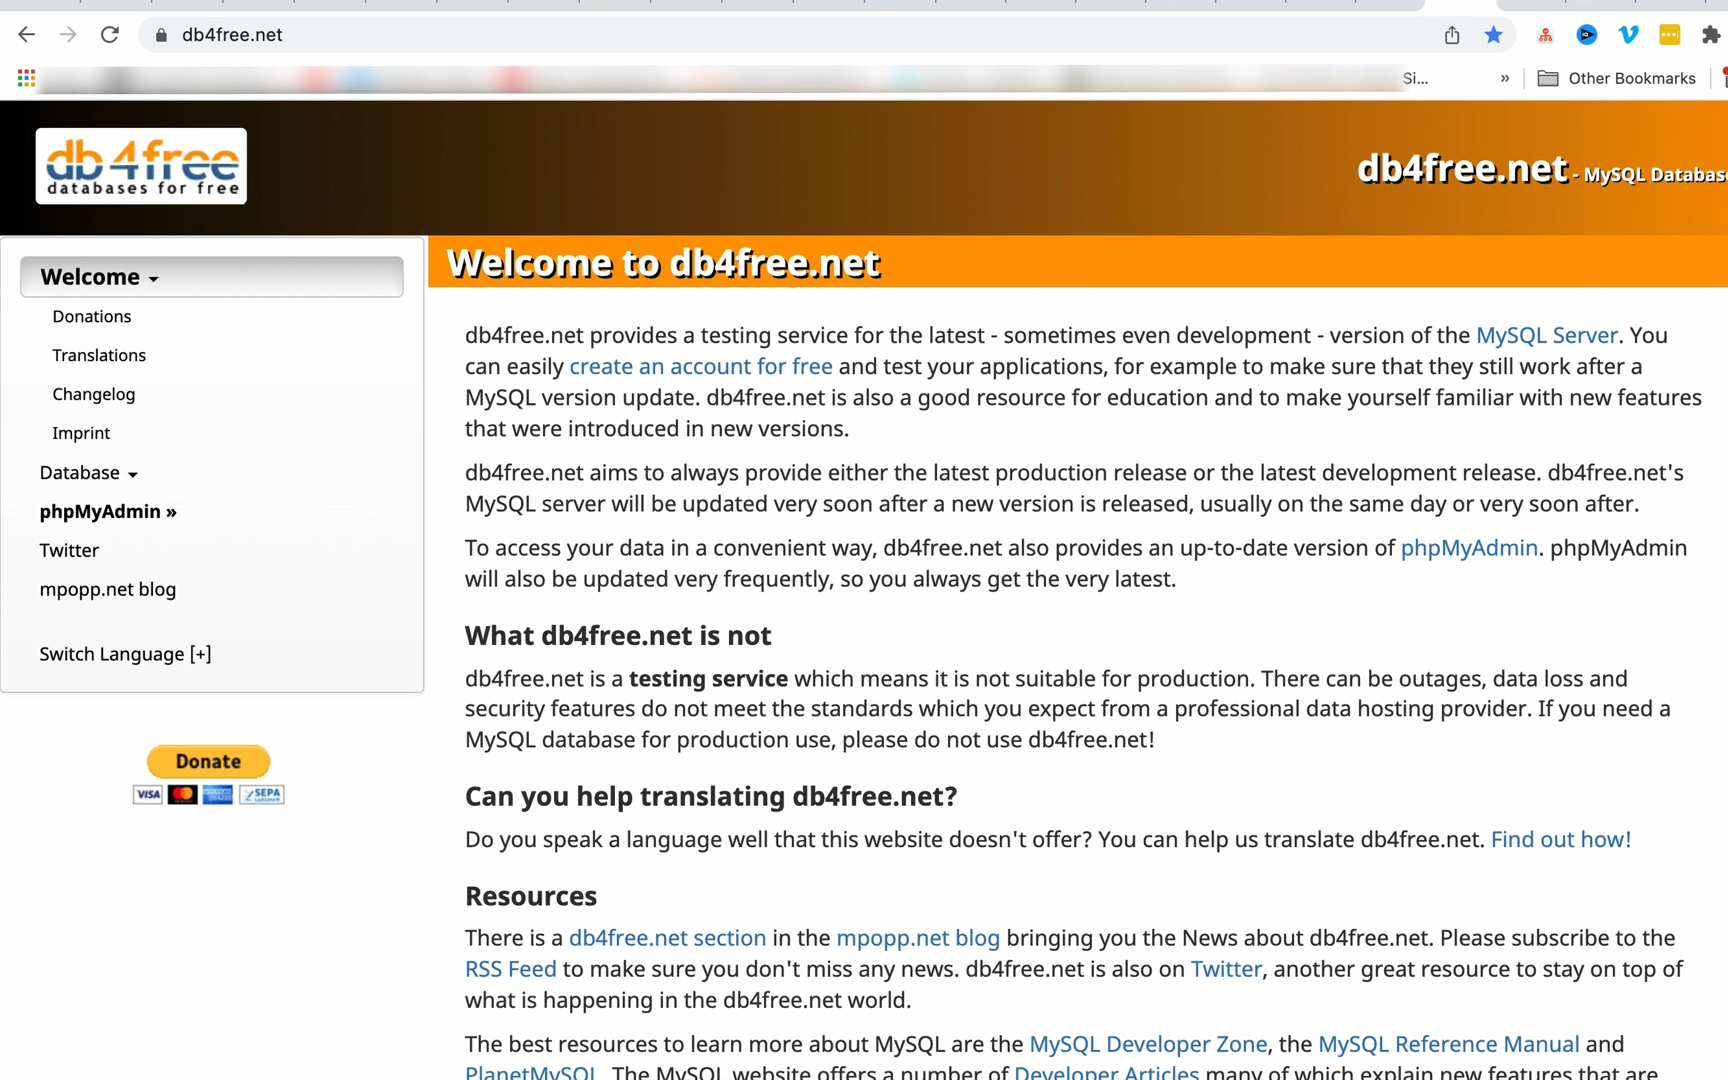 db4free.net
Si...
»
Other Bookmarks
db4free
databases for free
db4free.net - MySQL Databas
Welcome
Donations
Translations
Changelog
Imprint
Database
phpMyAdmin »
Twitter
mpopp.net blog
Switch Language [+]
Donate
VISA
SEPA
Welcome to db4free.net
db4free.net provides a testing service for the latest - sometimes even development - version of the MySQL Server. You
can easily create an account for free and test your applications, for example to make sure that they still work after a
MySQL version update. db4free.net is also a good resource for education and to make yourself familiar with new features
that were introduced in new versions.
db4free.net aims to always provide either the latest production release or the latest development release. db4free.net's
MySQL server will be updated very soon after a new version is released, usually on the same day or very soon after.
To access your data in a convenient way, db4free.net also provides an up-to-date version of phpMyAdmin. phpMyAdmin
will also be updated very frequently, so you always get the very latest.
What db4free.net is not
db4free.net is a testing service which means it is not suitable for production. There can be outages, data loss and
security features do not meet the standards which you expect from a professional data hosting provider. If you need a
MySQL database for production use, please do not use db4free.net!
Can you help translating db4free.net?
Do you speak a language well that this website doesn't offer? You can help us translate db4free.net. Find out how!
Resources
There is a db4free.net section in the mpopp.net blog bringing you the News about db4free.net. Please subscribe to the
RSS Feed to make sure you don't miss any news. db4free.net is also on Twitter, another great resource to stay on top of
what is happening in the db4free.net world.
The best resources to learn more about MySQL are the MySQL Developer Zone, the MySQL Reference Manual and
PlanetMySQL. The MySQL website offers a number of Developer Articles many of which explain new features that are